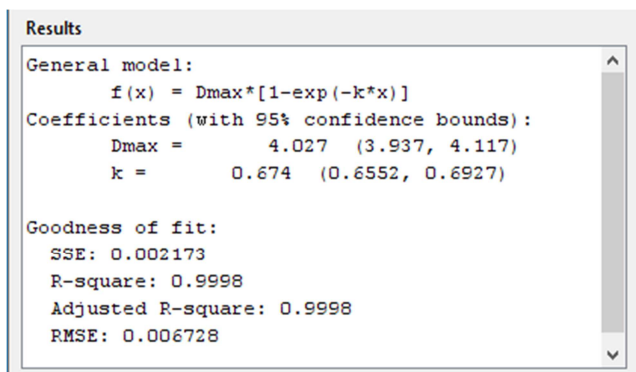 Results
General model:
f(x) = Dmax*[1-exp(-k*x)]
Coefficients (with 95% confidence bounds):
Dmax = 4.027 (3.937, 4.117)
k = 0.674 (0.6552, 0.6927)
Goodness of fit:
SSE: 0.002173
R-square: 0.9998
Adjusted R-square: 0.9998
RMSE: 0.006728